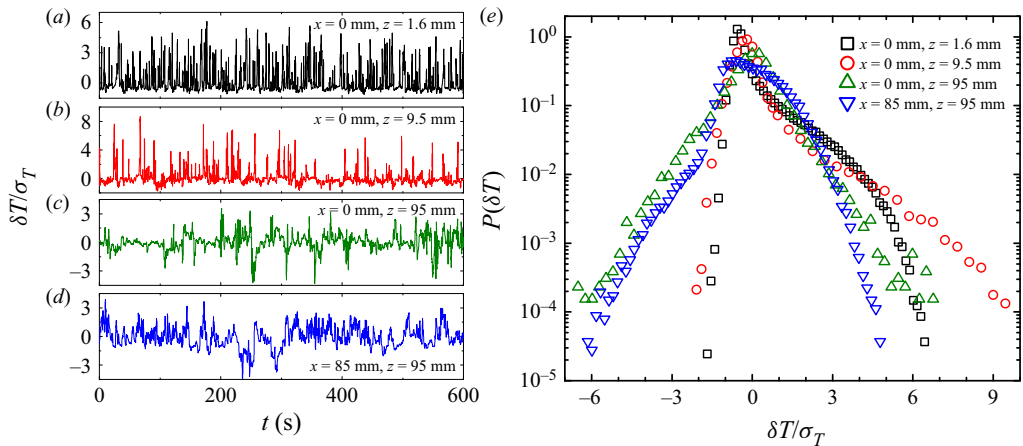 (a)
6
3
0
x = 0 mm, z = 1.6 mm
(b)
8
4
0
x = 0 mm, z = 9.5 mm
(c)
3
0
−3
x = 0 mm, z = 95 mm
(d)
3
0
−3
x = 85 mm, z = 95 mm
δT/σ_T
0
200
400
600
t (s)
(e)
10⁰
10⁻¹
10⁻²
10⁻³
10⁻⁴
10⁻⁵
P(δT)
x = 0 mm, z = 1.6 mm
x = 0 mm, z = 9.5 mm
x = 0 mm, z = 95 mm
x = 85 mm, z = 95 mm
−6
−3
0
3
6
9
δT/σ_T